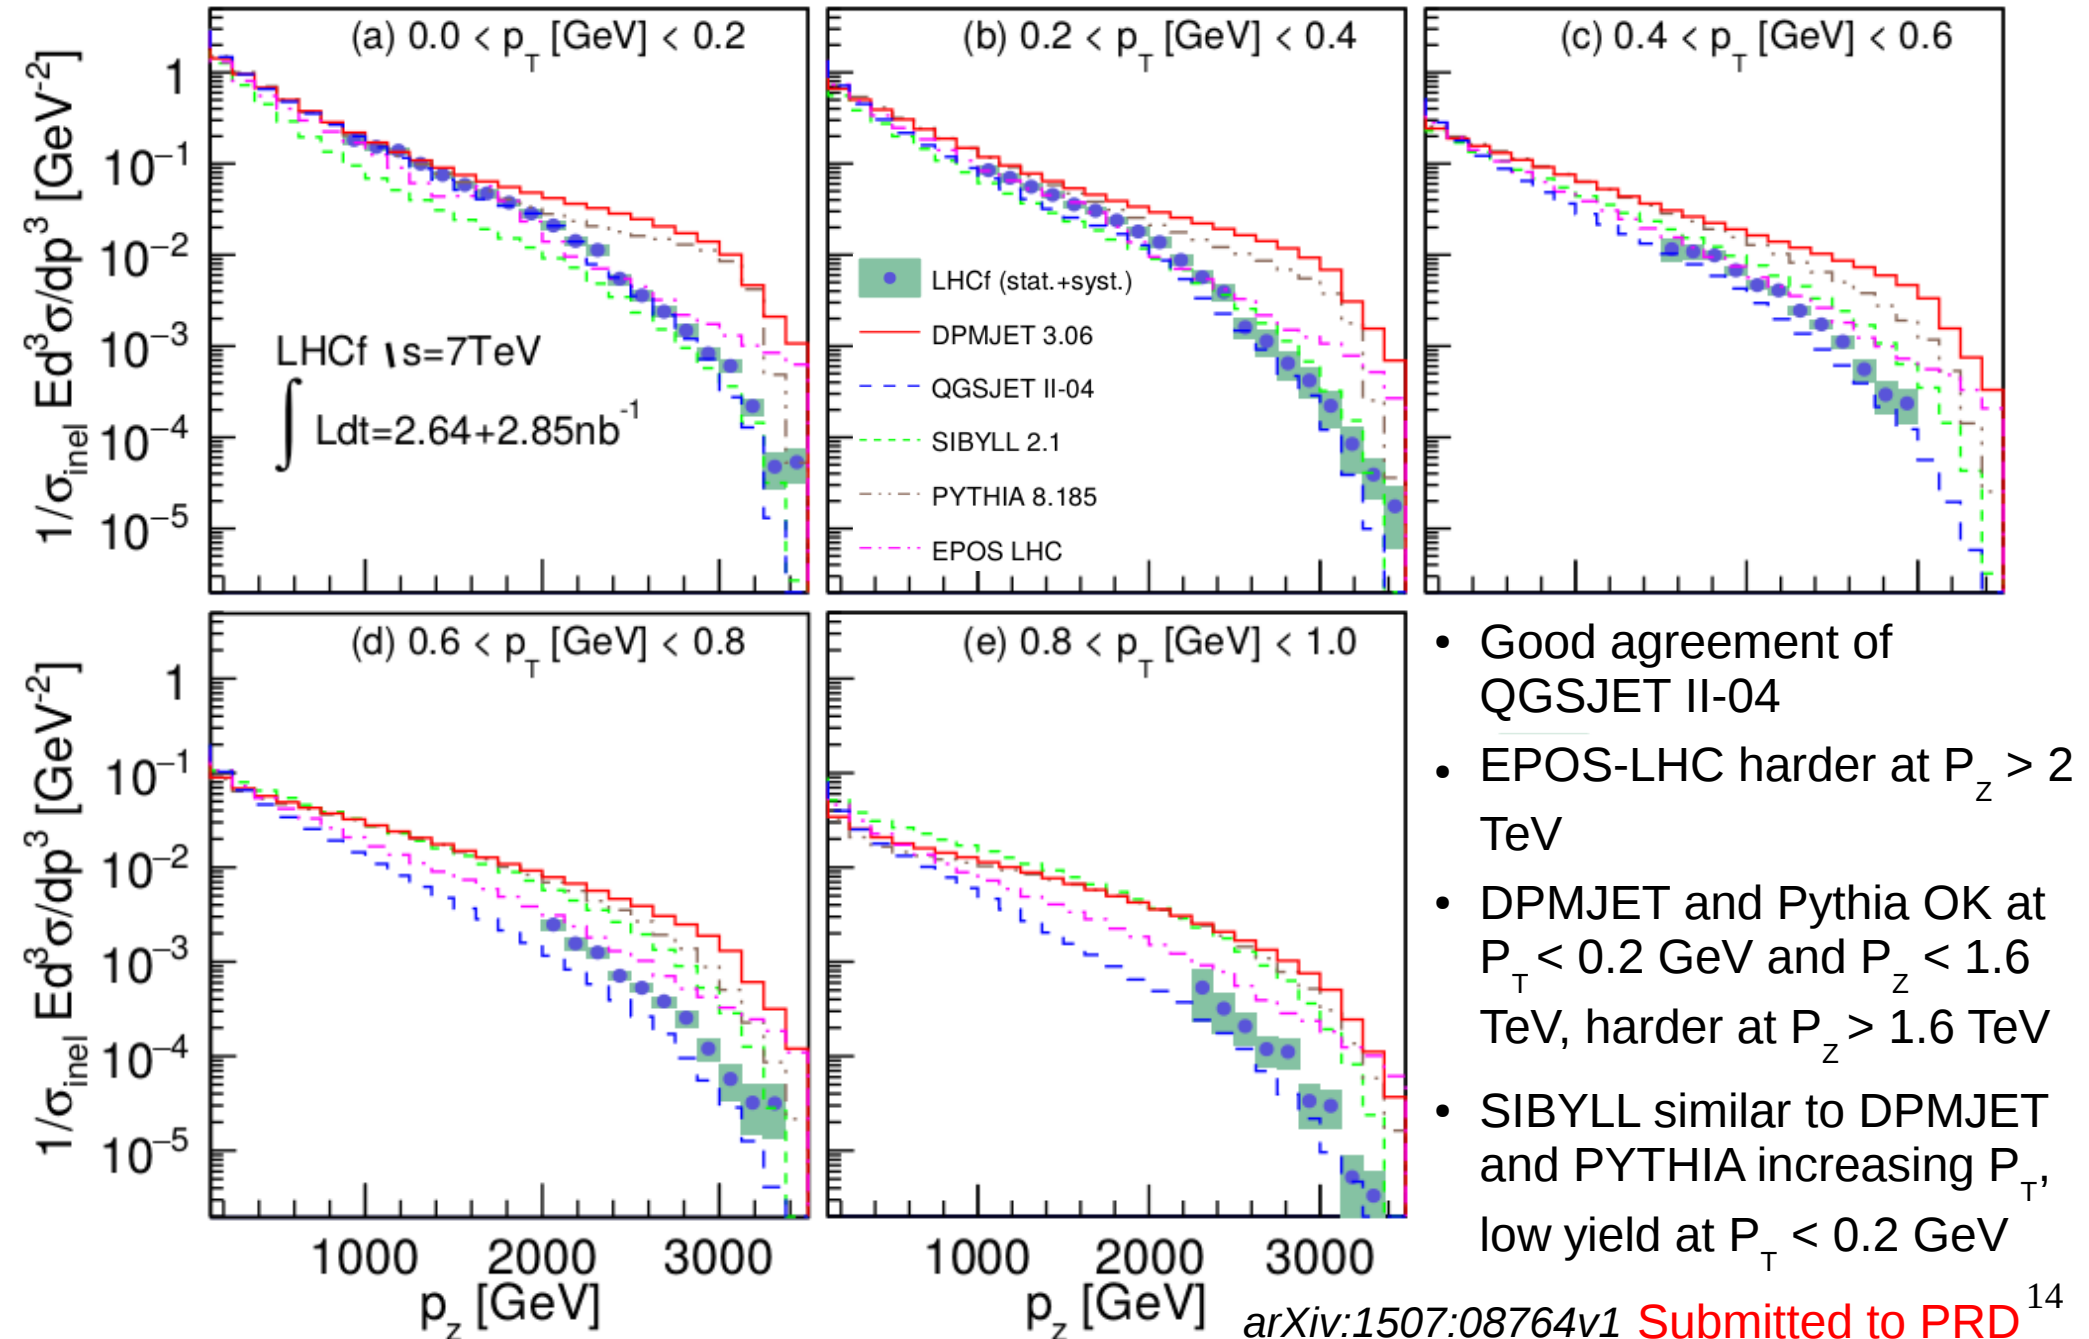 (a) 0.0 < p_T [GeV] < 0.2
(b) 0.2 < p_T [GeV] < 0.4
(c) 0.4 < p_T [GeV] < 0.6
1/σ_inel Ed³σ/dp³ [GeV⁻²]
1
10⁻¹
10⁻²
10⁻³
10⁻⁴
10⁻⁵
LHCf √s=7TeV
∫ Ldt=2.64+2.85nb⁻¹
LHCf (stat.+syst.)
DPMJET 3.06
QGSJET II-04
SIBYLL 2.1
PYTHIA 8.185
EPOS LHC
(d) 0.6 < p_T [GeV] < 0.8
(e) 0.8 < p_T [GeV] < 1.0
1/σ_inel Ed³σ/dp³ [GeV⁻²]
1
10⁻¹
10⁻²
10⁻³
10⁻⁴
10⁻⁵
1000 2000 3000
p_z [GeV]
1000 2000 3000
p_z [GeV]
• Good agreement of
QGSJET II-04
• EPOS-LHC harder at P_Z > 2
TeV
• DPMJET and Pythia OK at
P_T < 0.2 GeV and P_Z < 1.6
TeV, harder at P_Z > 1.6 TeV
• SIBYLL similar to DPMJET
and PYTHIA increasing P_T,
low yield at P_T < 0.2 GeV
arXiv:1507:08764v1 Submitted to PRD
14